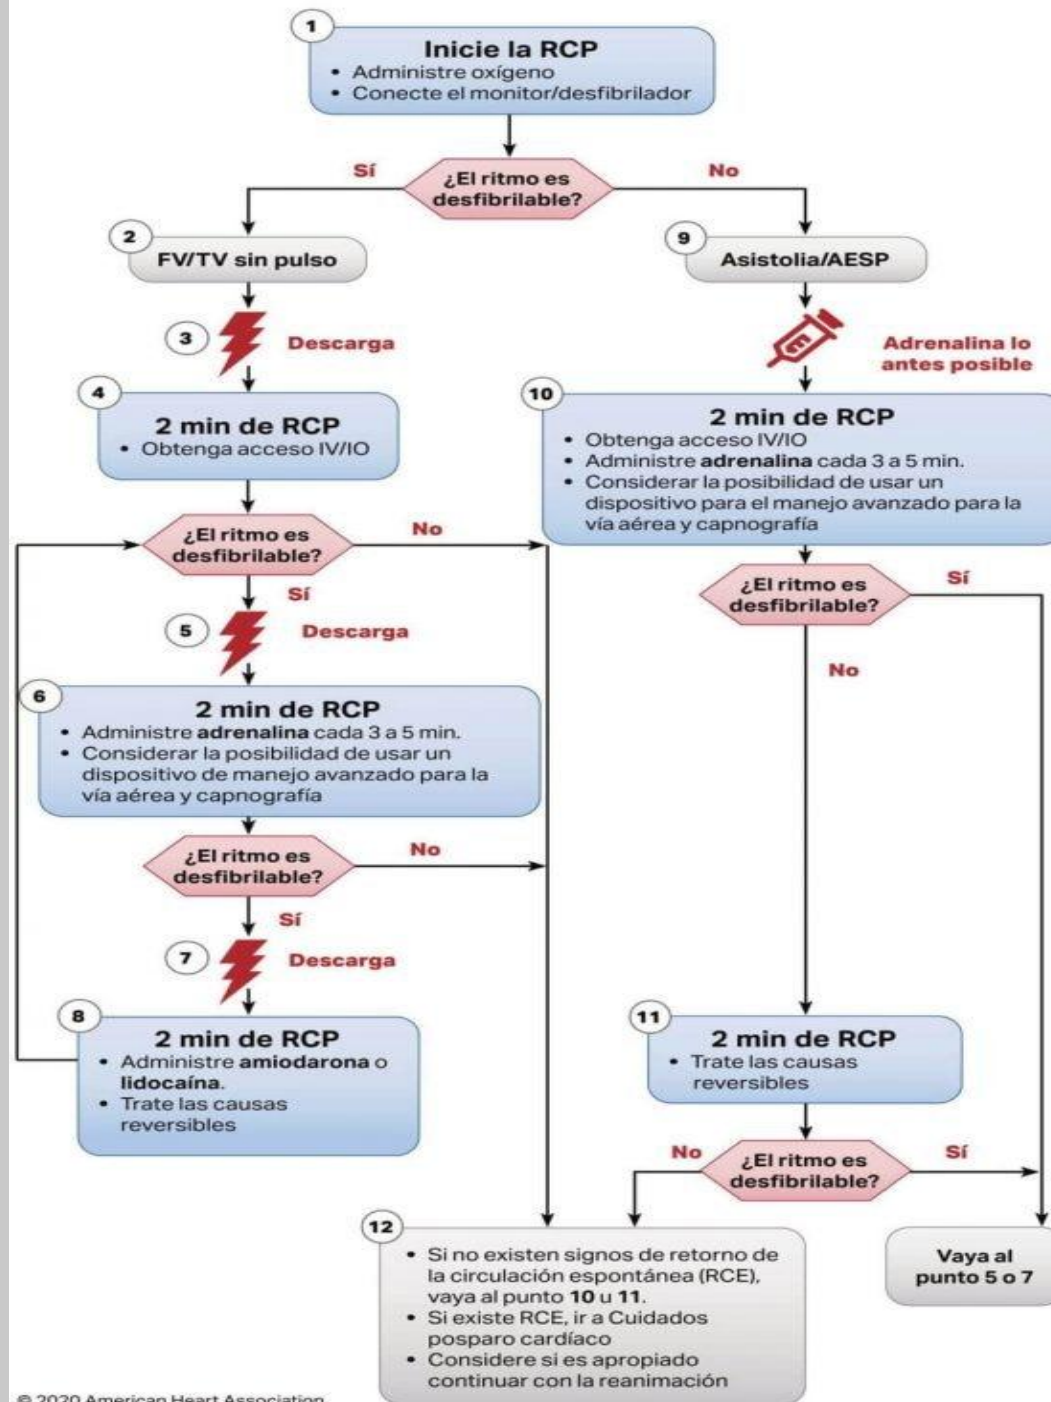 1
Inicie la RCP
• Administre oxígeno
• Conecte el monitor/desfibrilador
Sí
¿El ritmo es
desfibrilable?
No
2
FV/TV sin pulso
9
Asistolia/AESP
3
Descarga
Adrenalina lo
antes posible
4
2 min de RCP
• Obtenga acceso IV/IO
10
2 min de RCP
• Obtenga acceso IV/IO
• Administre adrenalina cada 3 a 5 min.
• Considerar la posibilidad de usar un
dispositivo para el manejo avanzado para la
vía aérea y capnografía
¿El ritmo es
desfibrilable?
No
Sí
¿El ritmo es
desfibrilable?
Sí
No
5
Descarga
6
2 min de RCP
• Administre adrenalina cada 3 a 5 min.
• Considerar la posibilidad de usar un
dispositivo de manejo avanzado para la
vía aérea y capnografía
¿El ritmo es
desfibrilable?
No
Sí
7
Descarga
8
2 min de RCP
• Administre amiodarona o
lidocaína.
• Trate las causas
reversibles
11
2 min de RCP
• Trate las causas
reversibles
No
¿El ritmo es
desfibrilable?
Sí
12
• Si no existen signos de retorno de
la circulación espontánea (RCE),
vaya al punto 10 u 11.
• Si existe RCE, ir a Cuidados
posparo cardíaco
• Considere si es apropiado
continuar con la reanimación
Vaya al
punto 5 o 7
© 2020 American Heart Association